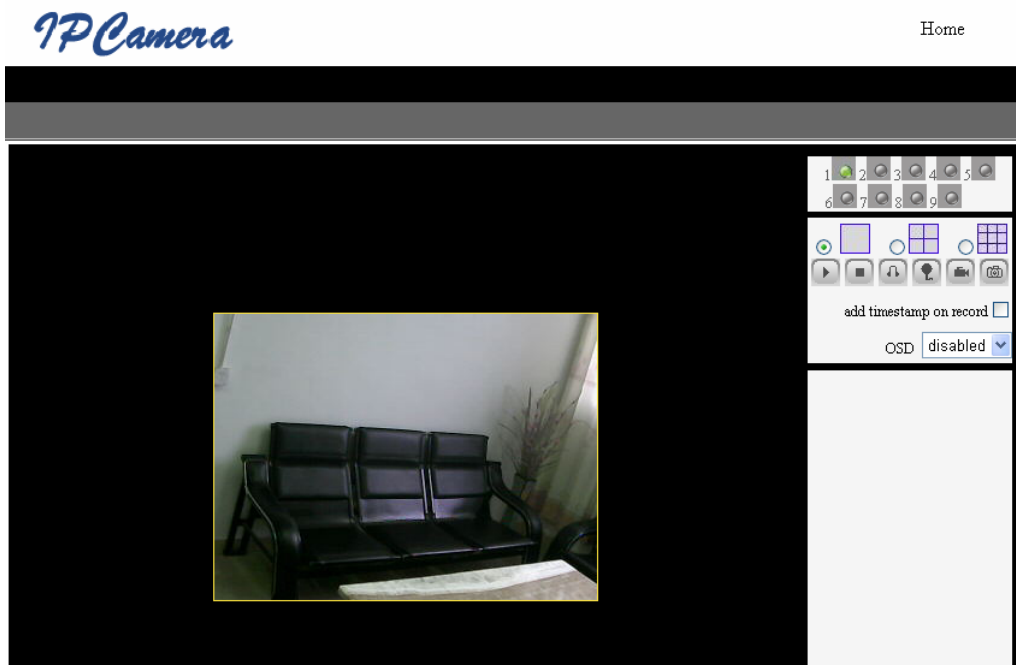 IPCamera
Home
1 2 3 4 5
6 7 8 9
add timestamp on record
OSD disabled